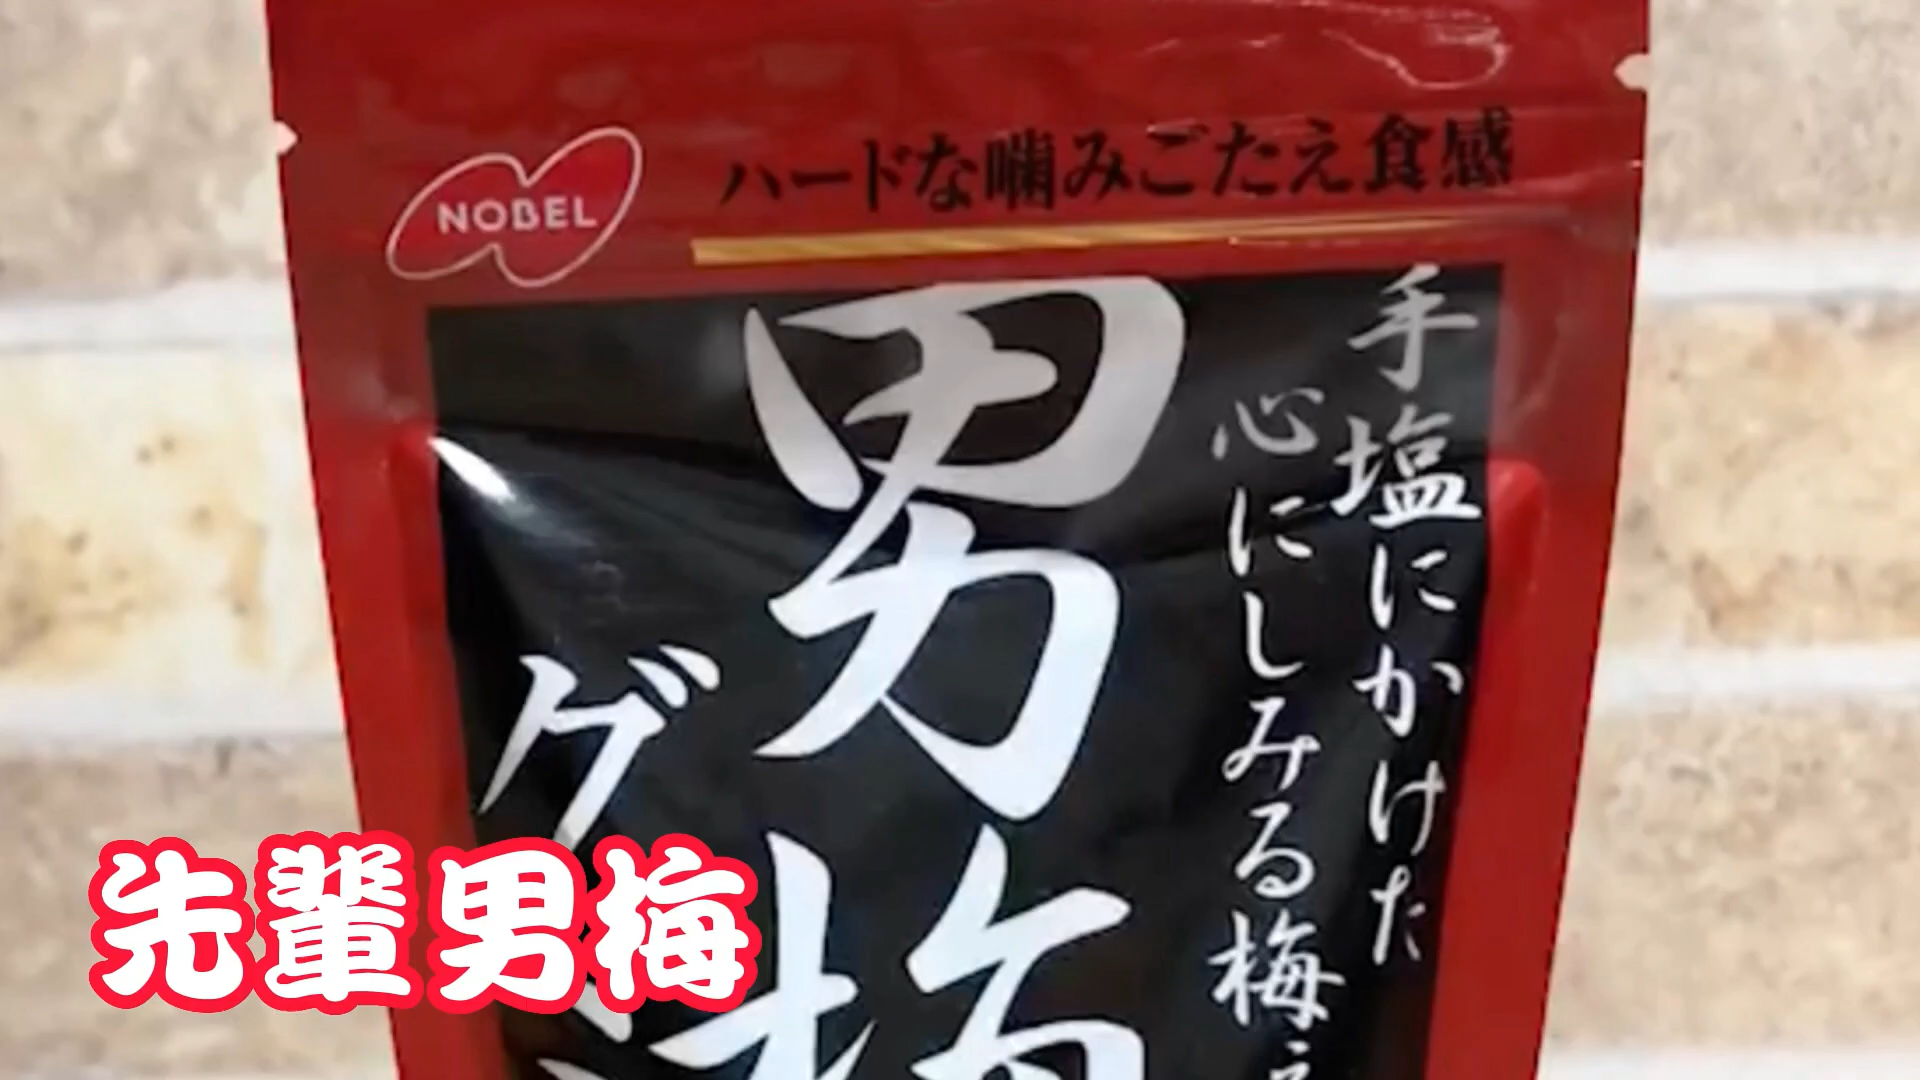 NOBEL
ハードな噛みごたえ食感
手塩にかけた
心にしみる梅
男梅
グ
先輩男梅